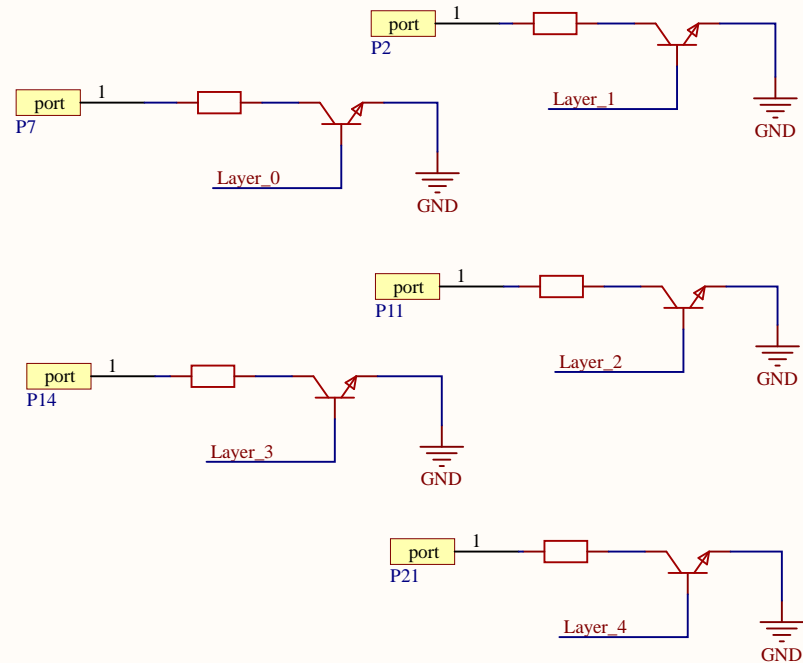 port 1
P2
Layer_1
GND
port 1
P7
Layer_0
GND
port 1
P11
Layer_2
GND
port 1
P14
Layer_3
GND
port 1
P21
Layer_4
GND